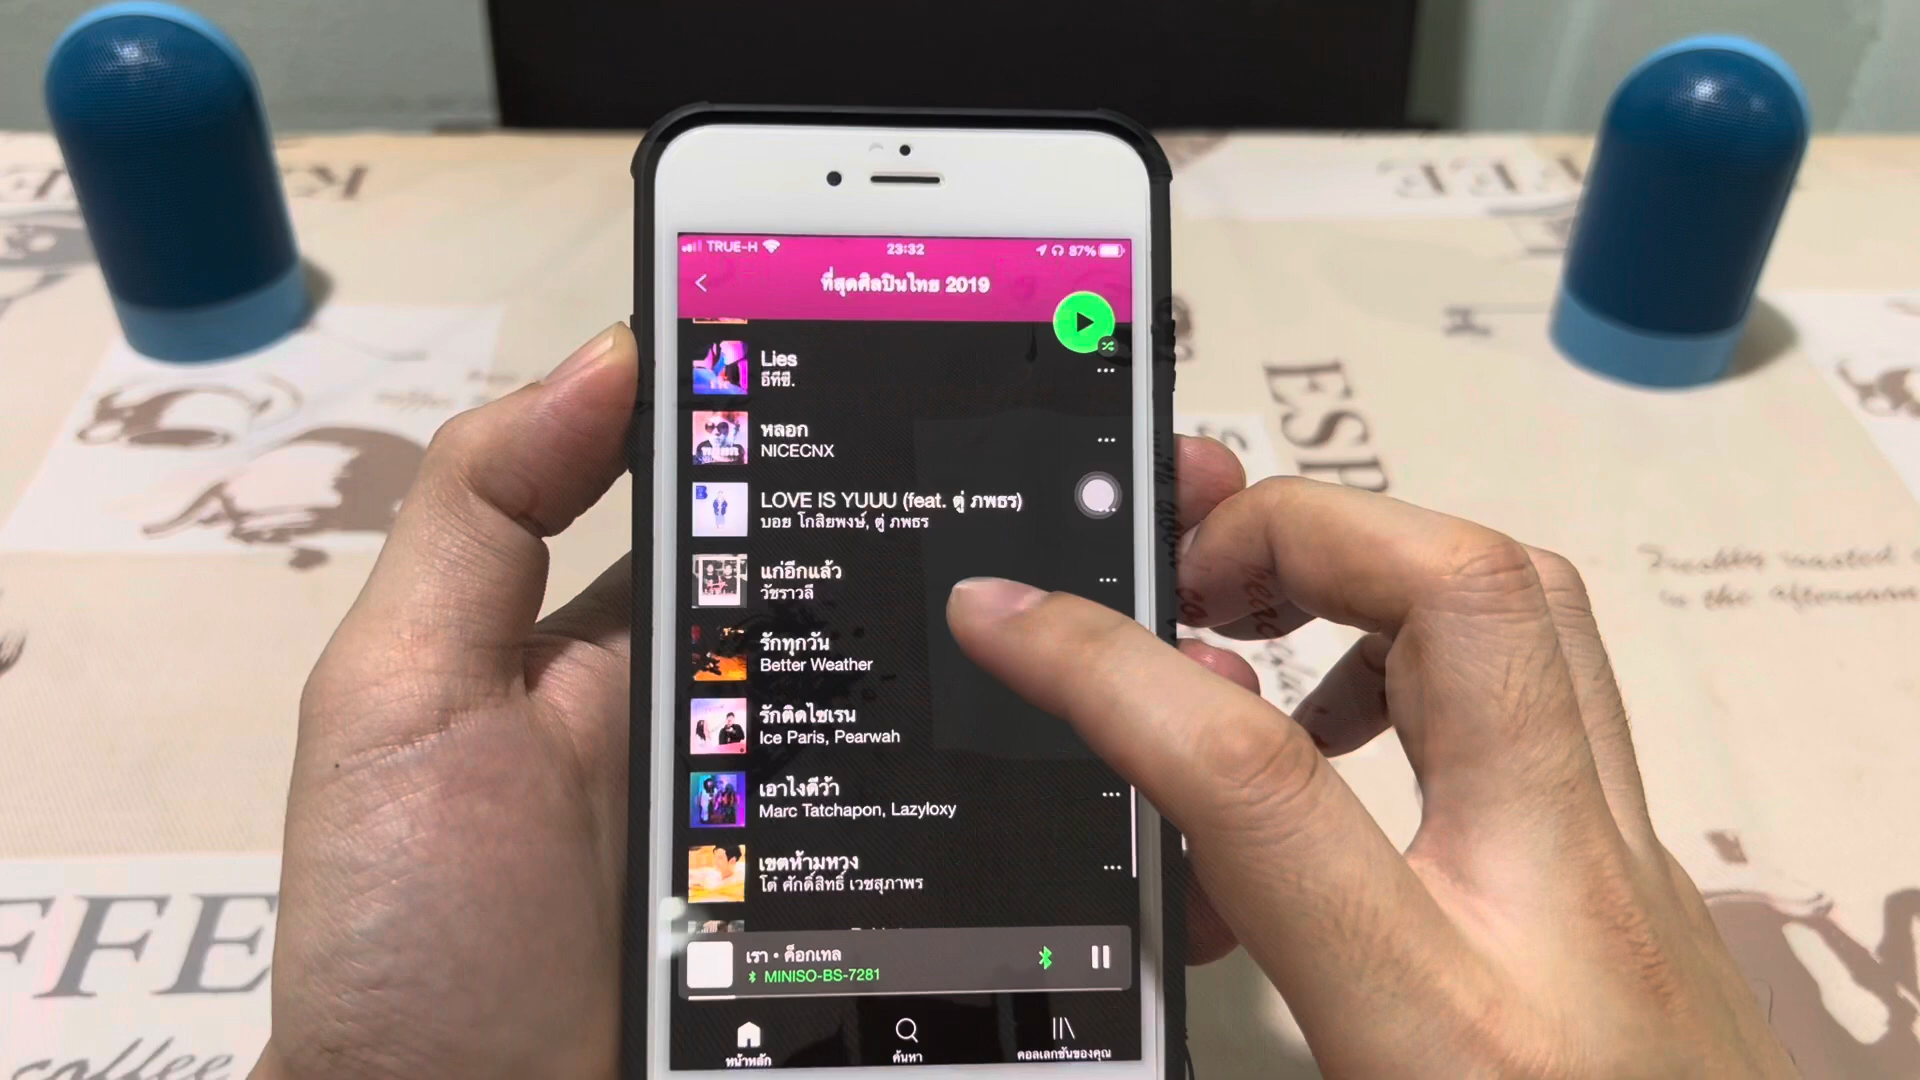 TRUE-H 23:32 87%
ที่สุดศิลปินไทย 2019
Lies
อีทีซี.
หลอก
NICECNX
LOVE IS YUUU (feat. ตู่ ภพธร)
บอย โกสิยพงษ์, ตู่ ภพธร
แก่อีกแล้ว
วัชราวลี
รักทุกวัน
Better Weather
รักติดไซเรน
Ice Paris, Pearwah
เอาไงดีว้า
Marc Tatchapon, Lazyloxy
เขตห้ามหวง
โต๋ ศักดิ์สิทธิ์ เวชสุภาพร
เรา • ค็อกเทล
MINISO-BS-7281
หน้าหลัก
ค้นหา
คอลเลกชันของคุณ
ESP
FFE
coffee
in the afternoon